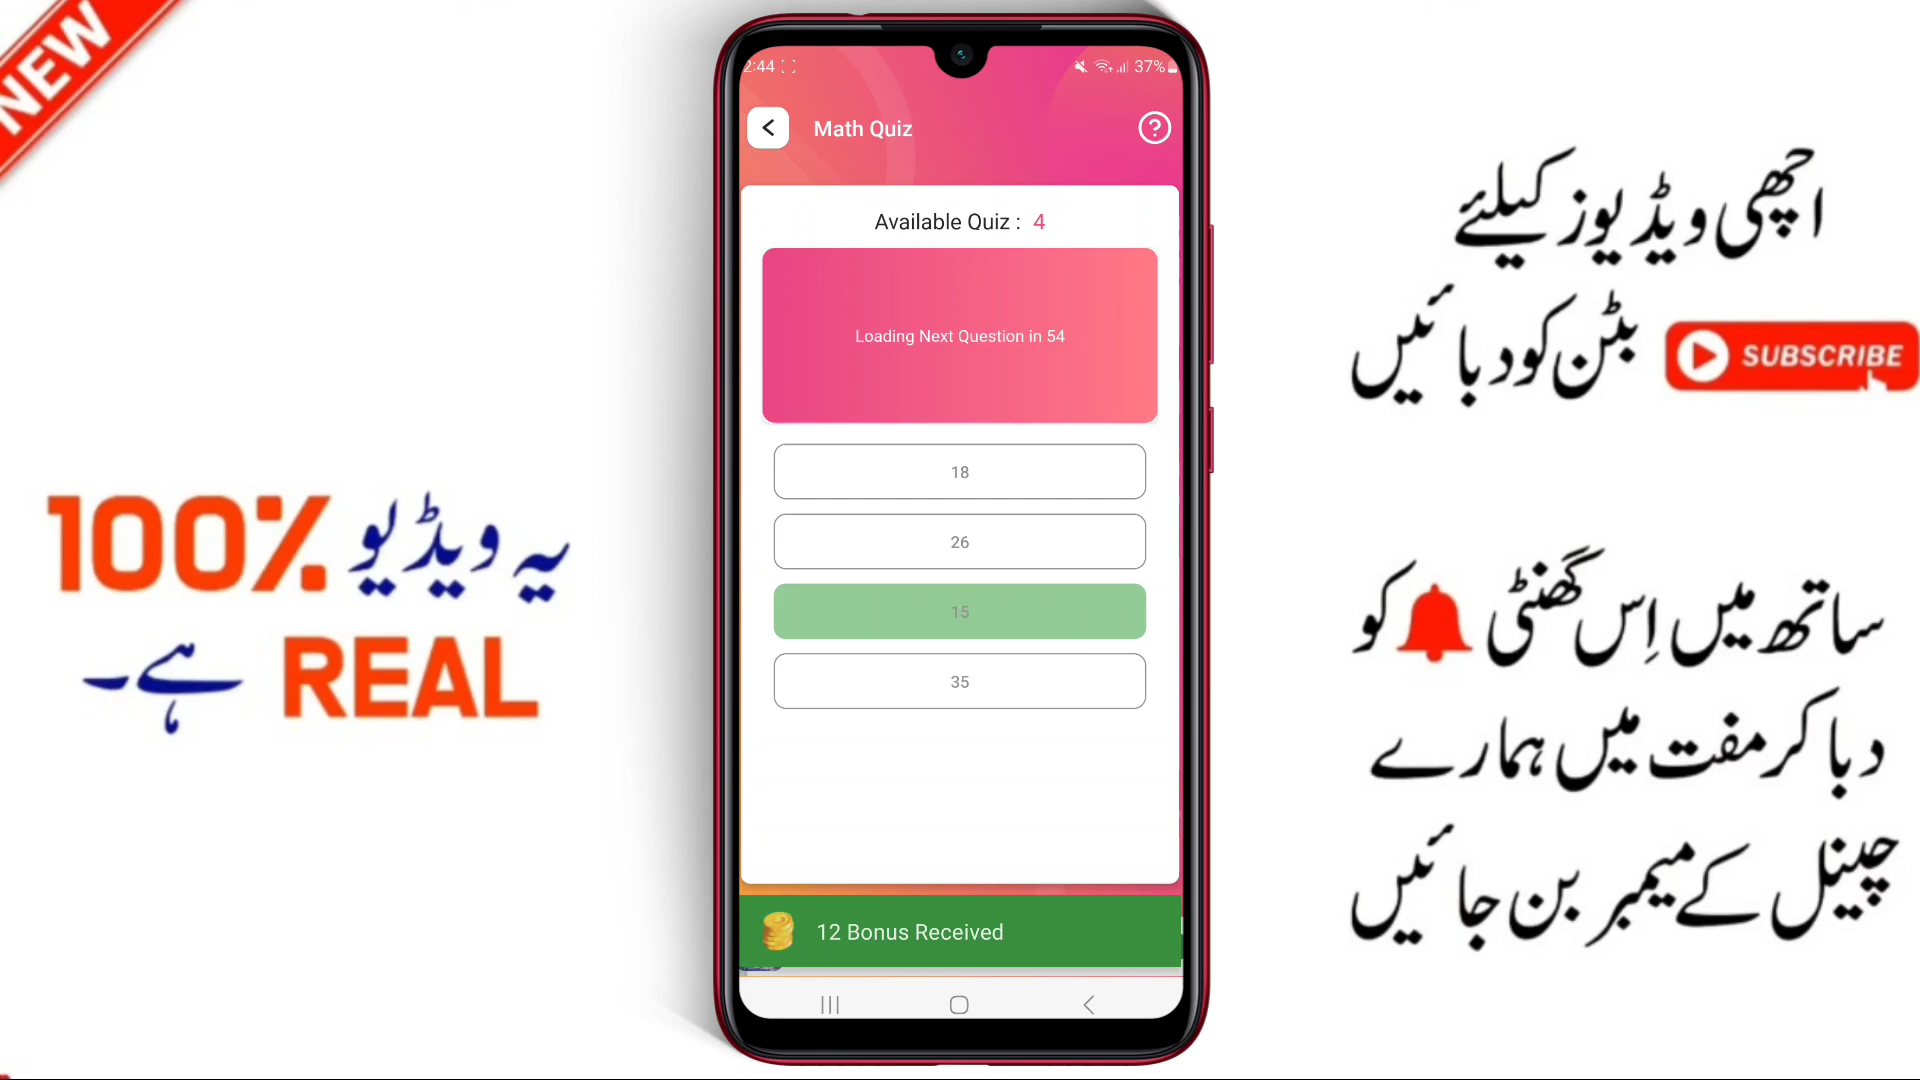 NEW
یہ ویڈیو 100%
REAL ہے۔
2:44
37%
Math Quiz
Available Quiz : 4
Loading Next Question in 54
18
26
15
35
12 Bonus Received
اچھی ویڈیوز کیلئے
SUBSCRIBE بٹن کو دبائیں
ساتھ میں اِس گھنٹی کو
دبا کر مفت میں ہمارے
چینل کے میمبر بن جائیں